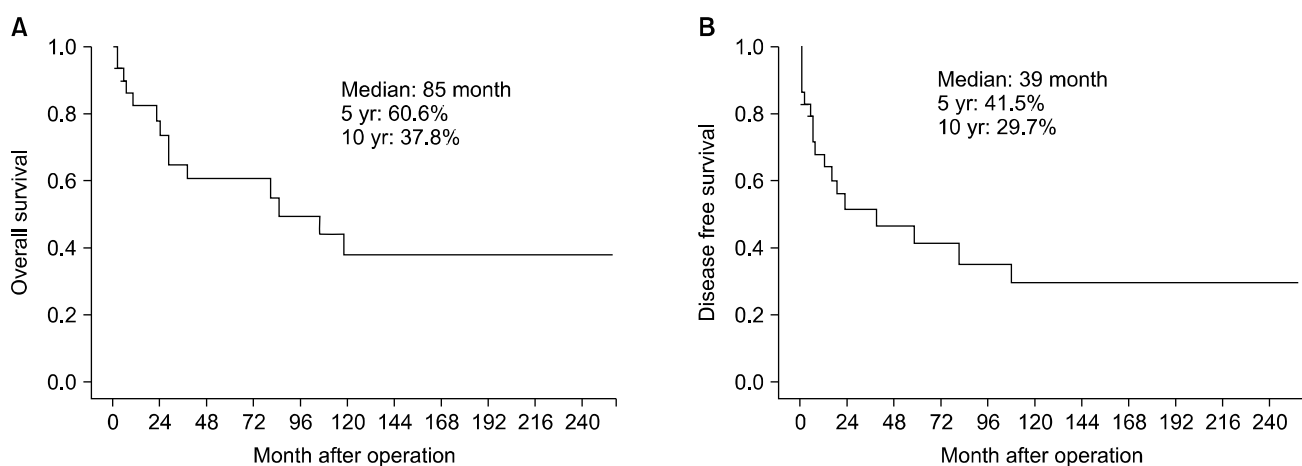 A
1.0
0.8
0.6
0.4
0.2
0.0
Overall survival
Median: 85 month
5 yr: 60.6%
10 yr: 37.8%
0 24 48 72 96 120 144 168 192 216 240
Month after operation
B
1.0
0.8
0.6
0.4
0.2
0.0
Disease free survival
Median: 39 month
5 yr: 41.5%
10 yr: 29.7%
0 24 48 72 96 120 144 168 192 216 240
Month after operation